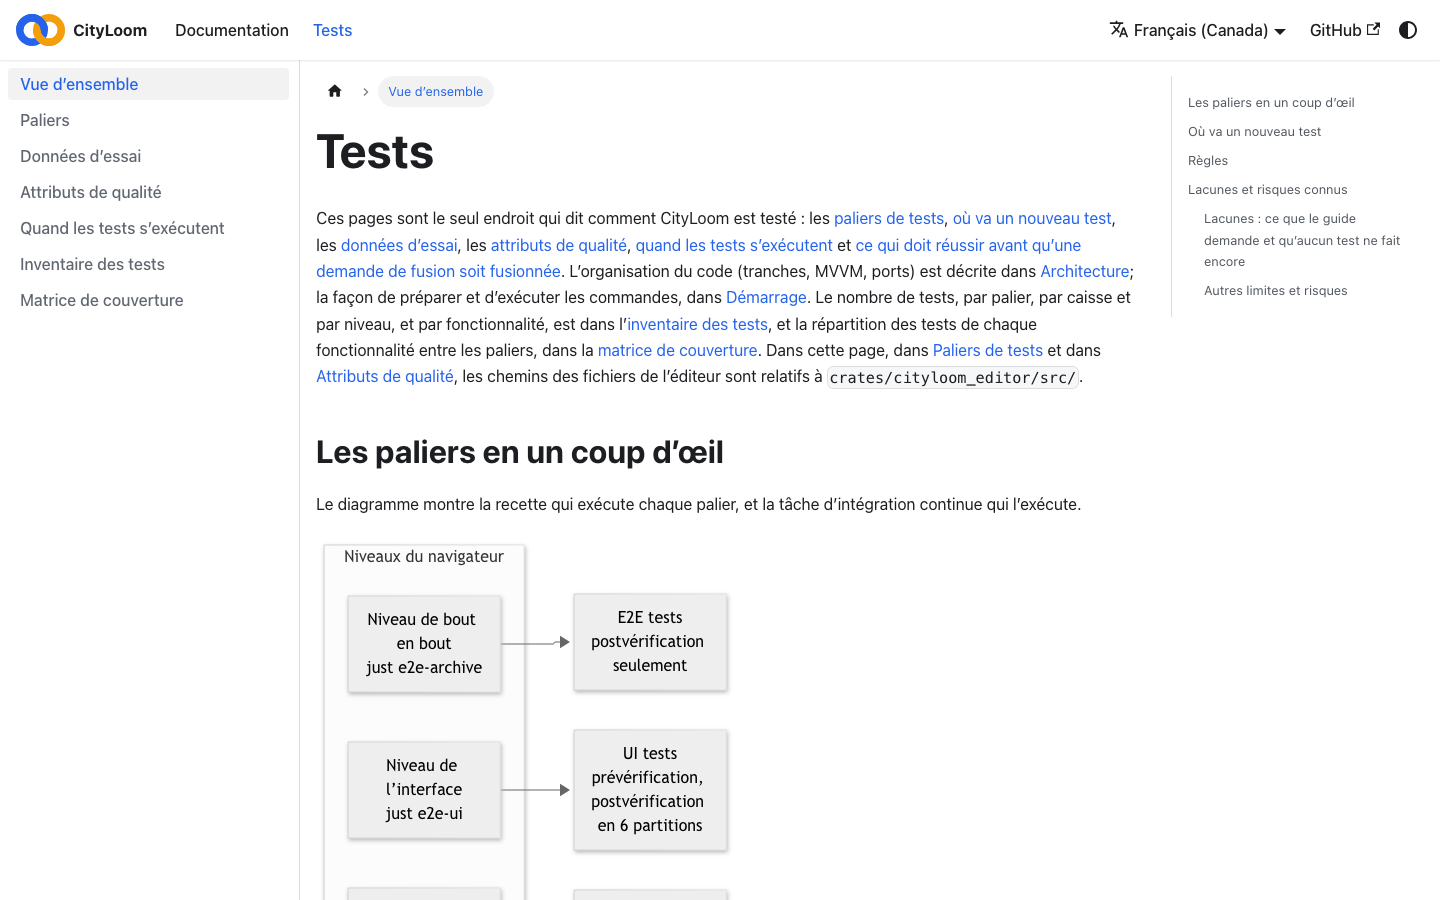 CityLoom
Documentation
Tests
Français (Canada)
GitHub
Vue d’ensemble
Paliers
Données d’essai
Attributs de qualité
Quand les tests s’exécutent
Inventaire des tests
Matrice de couverture
Vue d’ensemble
Tests
Ces pages sont le seul endroit qui dit comment CityLoom est testé : les paliers de tests, où va un nouveau test,
les données d’essai, les attributs de qualité, quand les tests s’exécutent et ce qui doit réussir avant qu’une
demande de fusion soit fusionnée. L’organisation du code (tranches, MVVM, ports) est décrite dans Architecture;
la façon de préparer et d’exécuter les commandes, dans Démarrage. Le nombre de tests, par palier, par caisse et
par niveau, et par fonctionnalité, est dans l’inventaire des tests, et la répartition des tests de chaque
fonctionnalité entre les paliers, dans la matrice de couverture. Dans cette page, dans Paliers de tests et dans
Attributs de qualité, les chemins des fichiers de l’éditeur sont relatifs à crates/cityloom_editor/src/.
Les paliers en un coup d’œil
Le diagramme montre la recette qui exécute chaque palier, et la tâche d’intégration continue qui l’exécute.
Niveaux du navigateur
Niveau de bout
en bout
just e2e-archive
E2E tests
postvérification
seulement
Niveau de
l’interface
just e2e-ui
UI tests
prévérification,
postvérification
en 6 partitions
Les paliers en un coup d’œil
Où va un nouveau test
Règles
Lacunes et risques connus
Lacunes : ce que le guide
demande et qu’aucun test ne fait
encore
Autres limites et risques